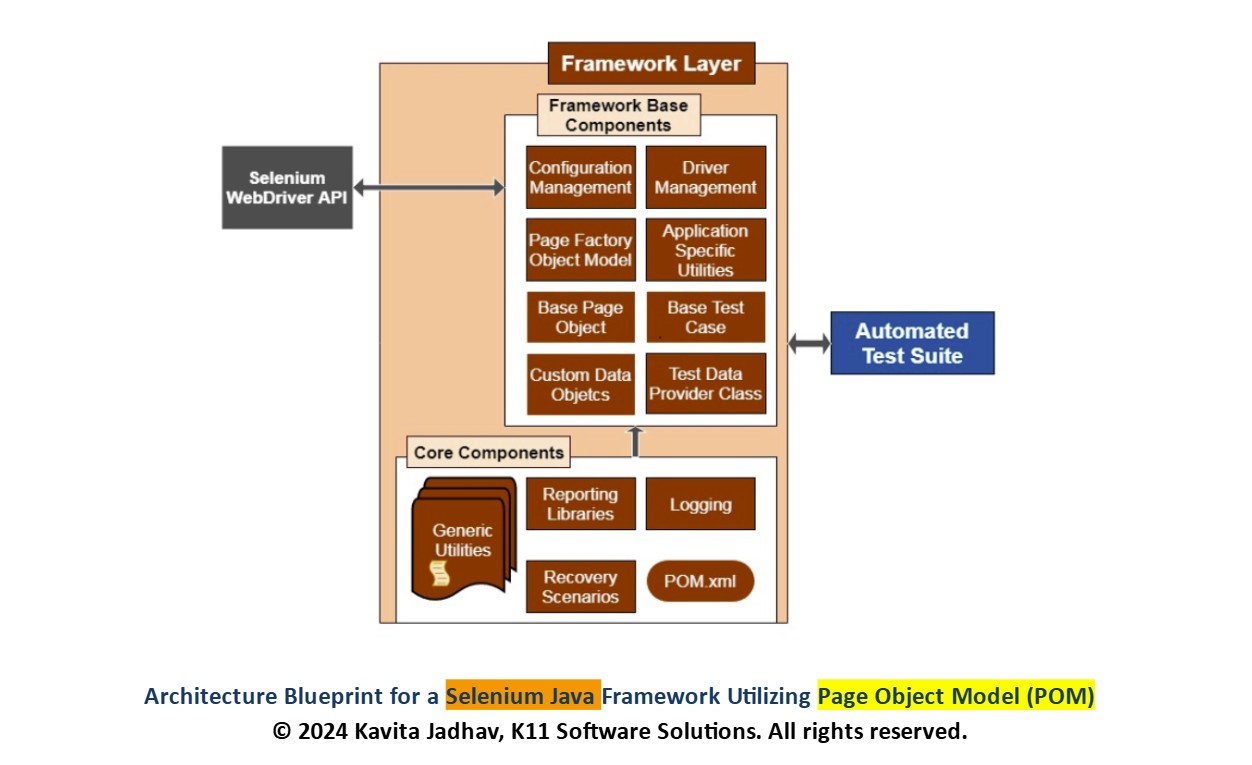 Framework Layer
Framework Base
Components
Selenium
WebDriver API
Configuration
Management
Driver
Management
Page Factory
Object Model
Application
Specific
Utilities
Base Page
Object
Base Test
Case
Automated
Test Suite
Custom Data
Objetcs
Test Data
Provider Class
Core Components
Generic
Utilities
Reporting
Libraries
Logging
Recovery
Scenarios
POM.xml
Architecture Blueprint for a Selenium Java Framework Utilizing Page Object Model (POM)
© 2024 Kavita Jadhav, K11 Software Solutions. All rights reserved.